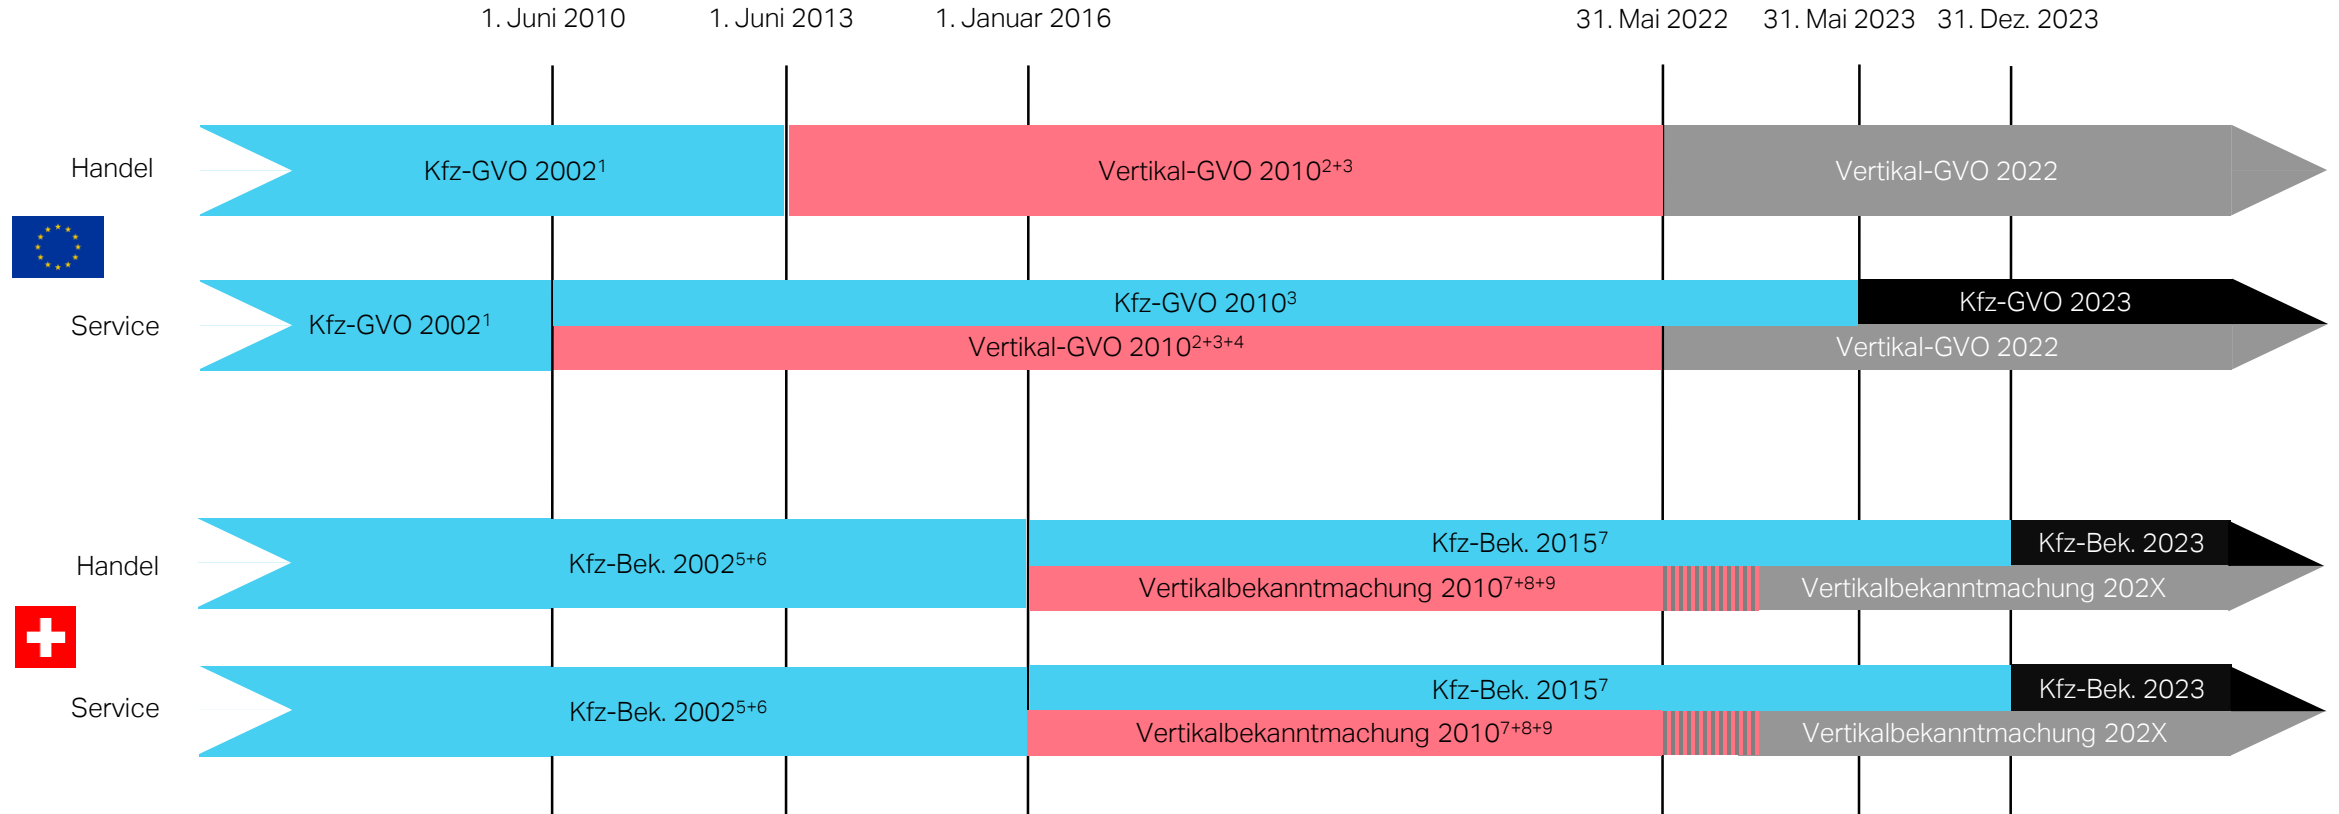 1. Juni 2010 1. Juni 2013 1. Januar 2016 31. Mai 2022 31. Mai 2023 31. Dez. 2023
Handel Kfz-GVO 2002¹ Vertikal-GVO 2010²⁺³ Vertikal-GVO 2022
Kfz-GVO 2010³ Kfz-GVO 2023
Service Kfz-GVO 2002¹
Vertikal-GVO 2010²⁺³⁺⁴ Vertikal-GVO 2022
Kfz-Bek. 2015⁷ Kfz-Bek. 2023
Handel Kfz-Bek. 2002⁵⁺⁶
Vertikalbekanntmachung 2010⁷⁺⁸⁺⁹ Vertikalbekanntmachung 202X
Kfz-Bek. 2015⁷ Kfz-Bek. 2023
Service Kfz-Bek. 2002⁵⁺⁶
Vertikalbekanntmachung 2010⁷⁺⁸⁺⁹ Vertikalbekanntmachung 202X